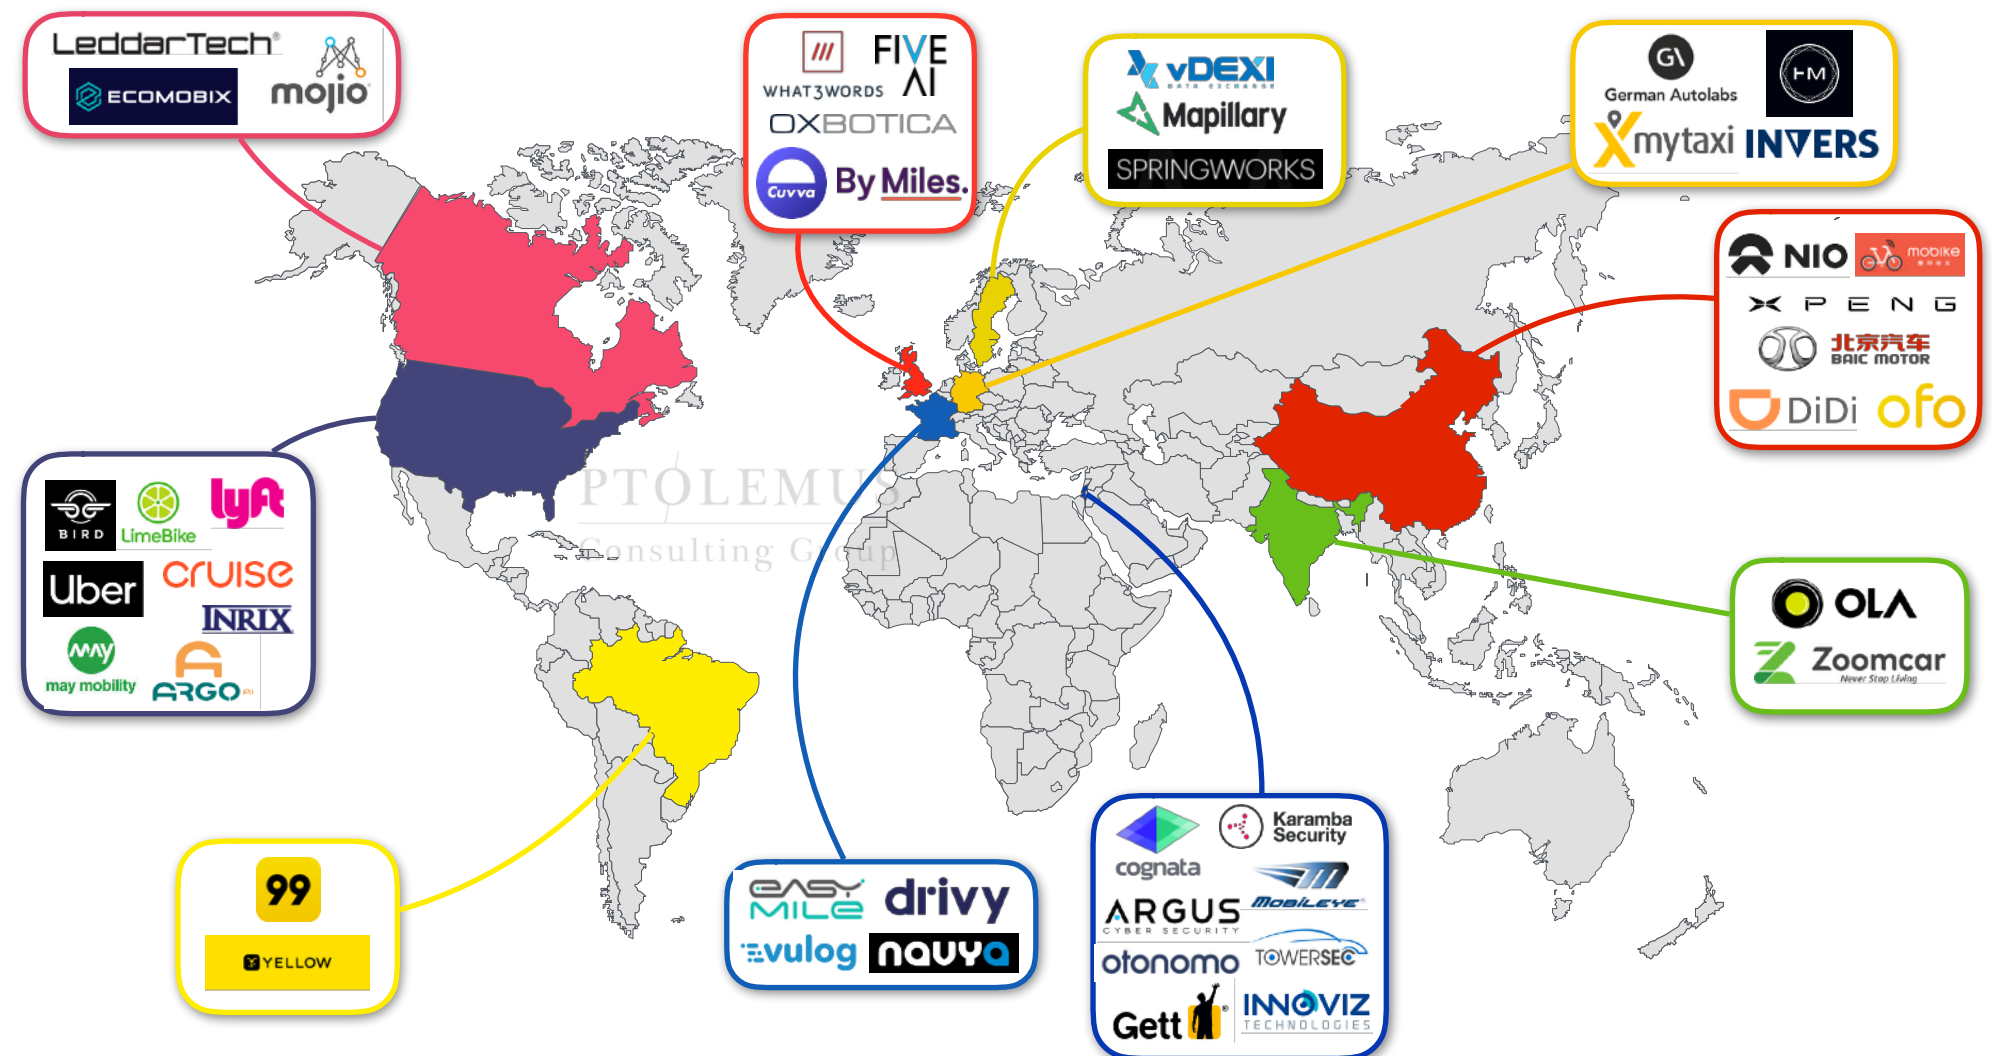 LeddarTech®
ECOMOBIX
mojio
WHAT3WORDS
FIVE
AI
OXBOTICA
Cuvva
By Miles.
vDEXI
DATA EXCHANGE
Mapillary
SPRINGWORKS
G\
German Autolabs
HM
mytaxi
INVERS
NIO
mobike
XPENG
北京汽车
BAIC MOTOR
DiDi
ofo
BIRD
LimeBike
lyft
Uber
CRUISE
INRIX
MAY
may mobility
ARGO AI
PTOLEMUS
Consulting Group
OLA
Zoomcar
Never Stop Living
99
YELLOW
EASY
MILE
drivy
vulog
navya
cognata
Karamba
Security
ARGUS
CYBER SECURITY
MOBILEYE®
otonomo
TOWERSEC
Gett®
INNOVIZ
TECHNOLOGIES